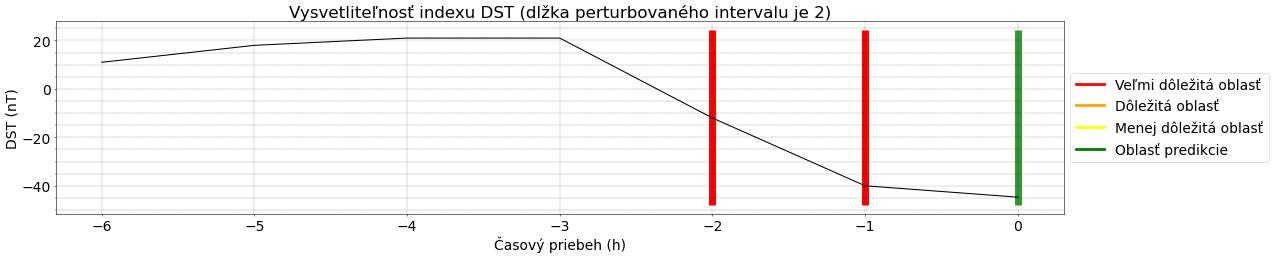 Vysvetliteľnosť indexu DST (dĺžka perturbovaného intervalu je 2)
20
0
−20
−40
DST (nT)
−6 −5 −4 −3 −2 −1 0
Časový priebeh (h)
Veľmi dôležitá oblasť
Dôležitá oblasť
Menej dôležitá oblasť
Oblasť predikcie